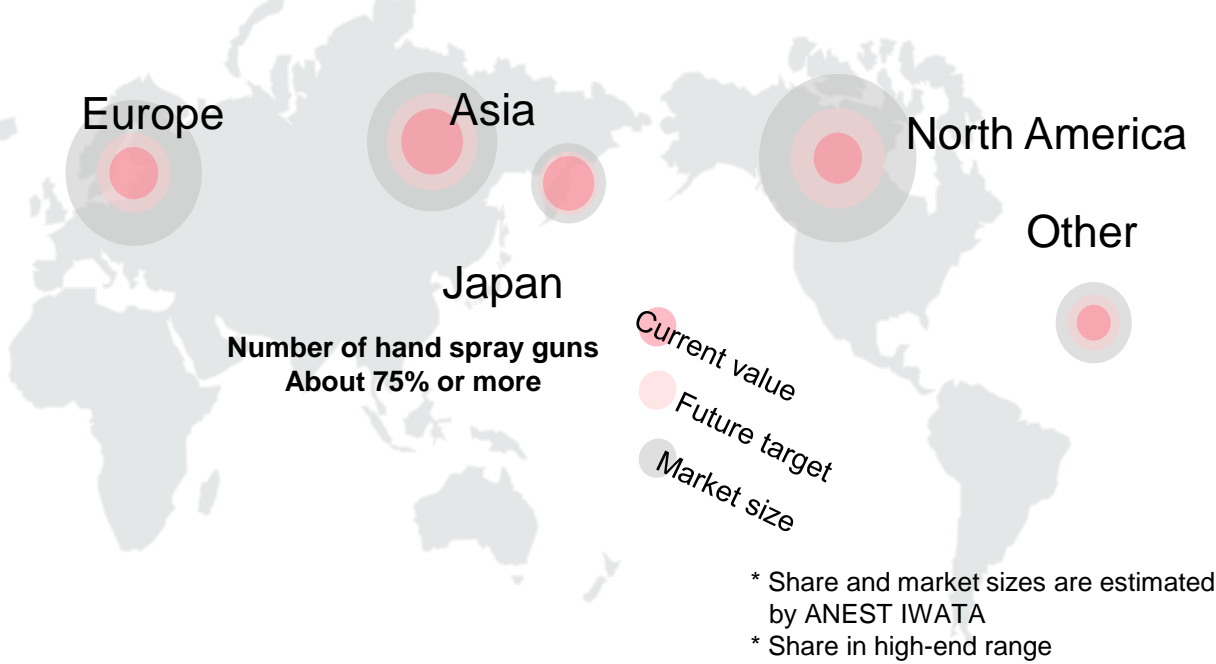 Europe
Asia
North America
Other
Japan
Number of hand spray guns
About 75% or more
Current value
Future target
Market size
* Share and market sizes are estimated
by ANEST IWATA
* Share in high-end range